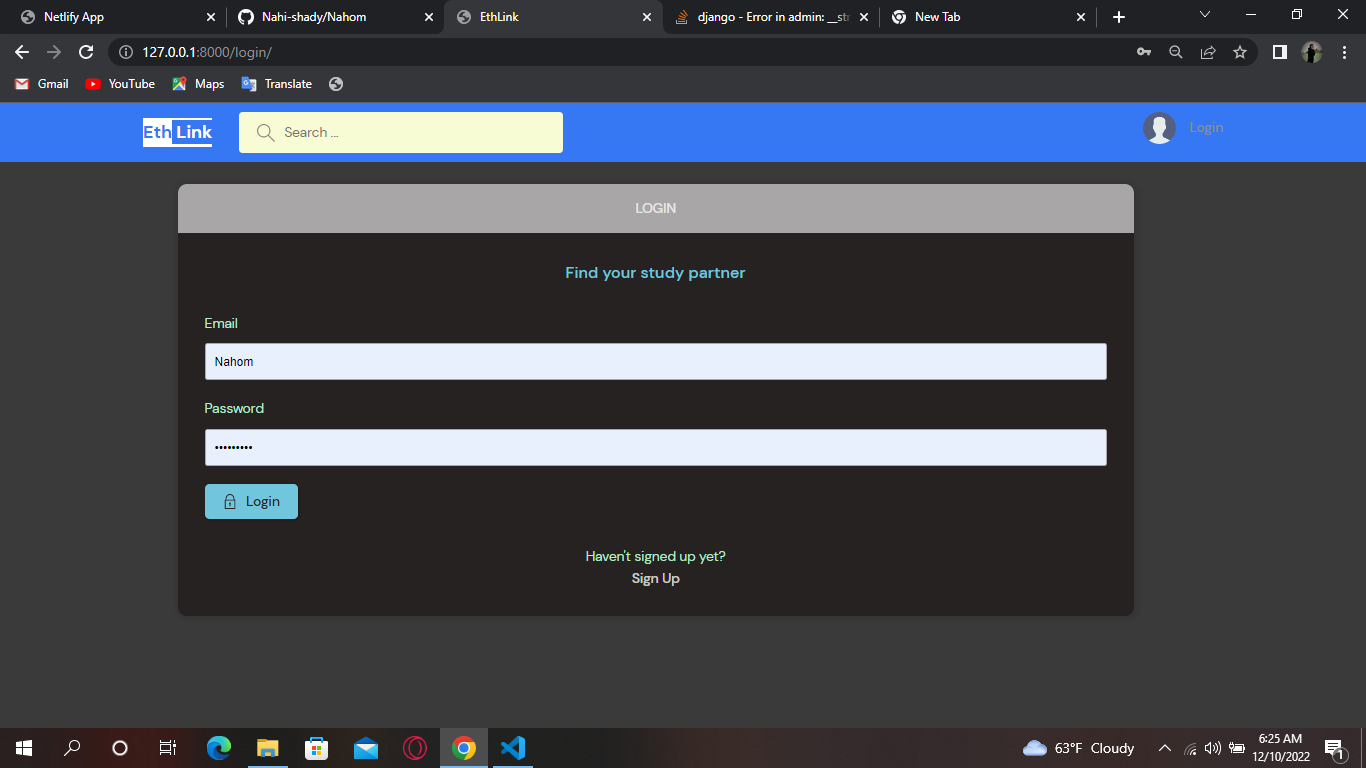 Netlify App
Nahi-shady/Nahom
EthLink
django - Error in admin: __str
New Tab
127.0.0.1:8000/login/
Gmail
YouTube
Maps
Translate
Eth Link
Search ...
Login
LOGIN
Find your study partner
Email
Nahom
Password
•••••••••
Login
Haven't signed up yet?
Sign Up
63°F Cloudy
6:25 AM
12/10/2022
1